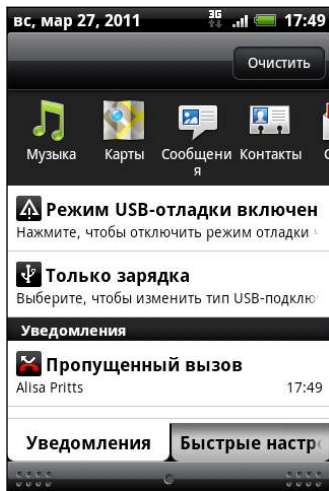 вс, мар 27, 2011 3G 17:49
Очистить
Музыка Карты Сообщени Контакты
я
Режим USB-отладки включен
Нажмите, чтобы отключить режим отладки
Только зарядка
Выберите, чтобы изменить тип USB-подклю
Уведомления
Пропущенный вызов
Alisa Pritts 17:49
Уведомления Быстрые настр